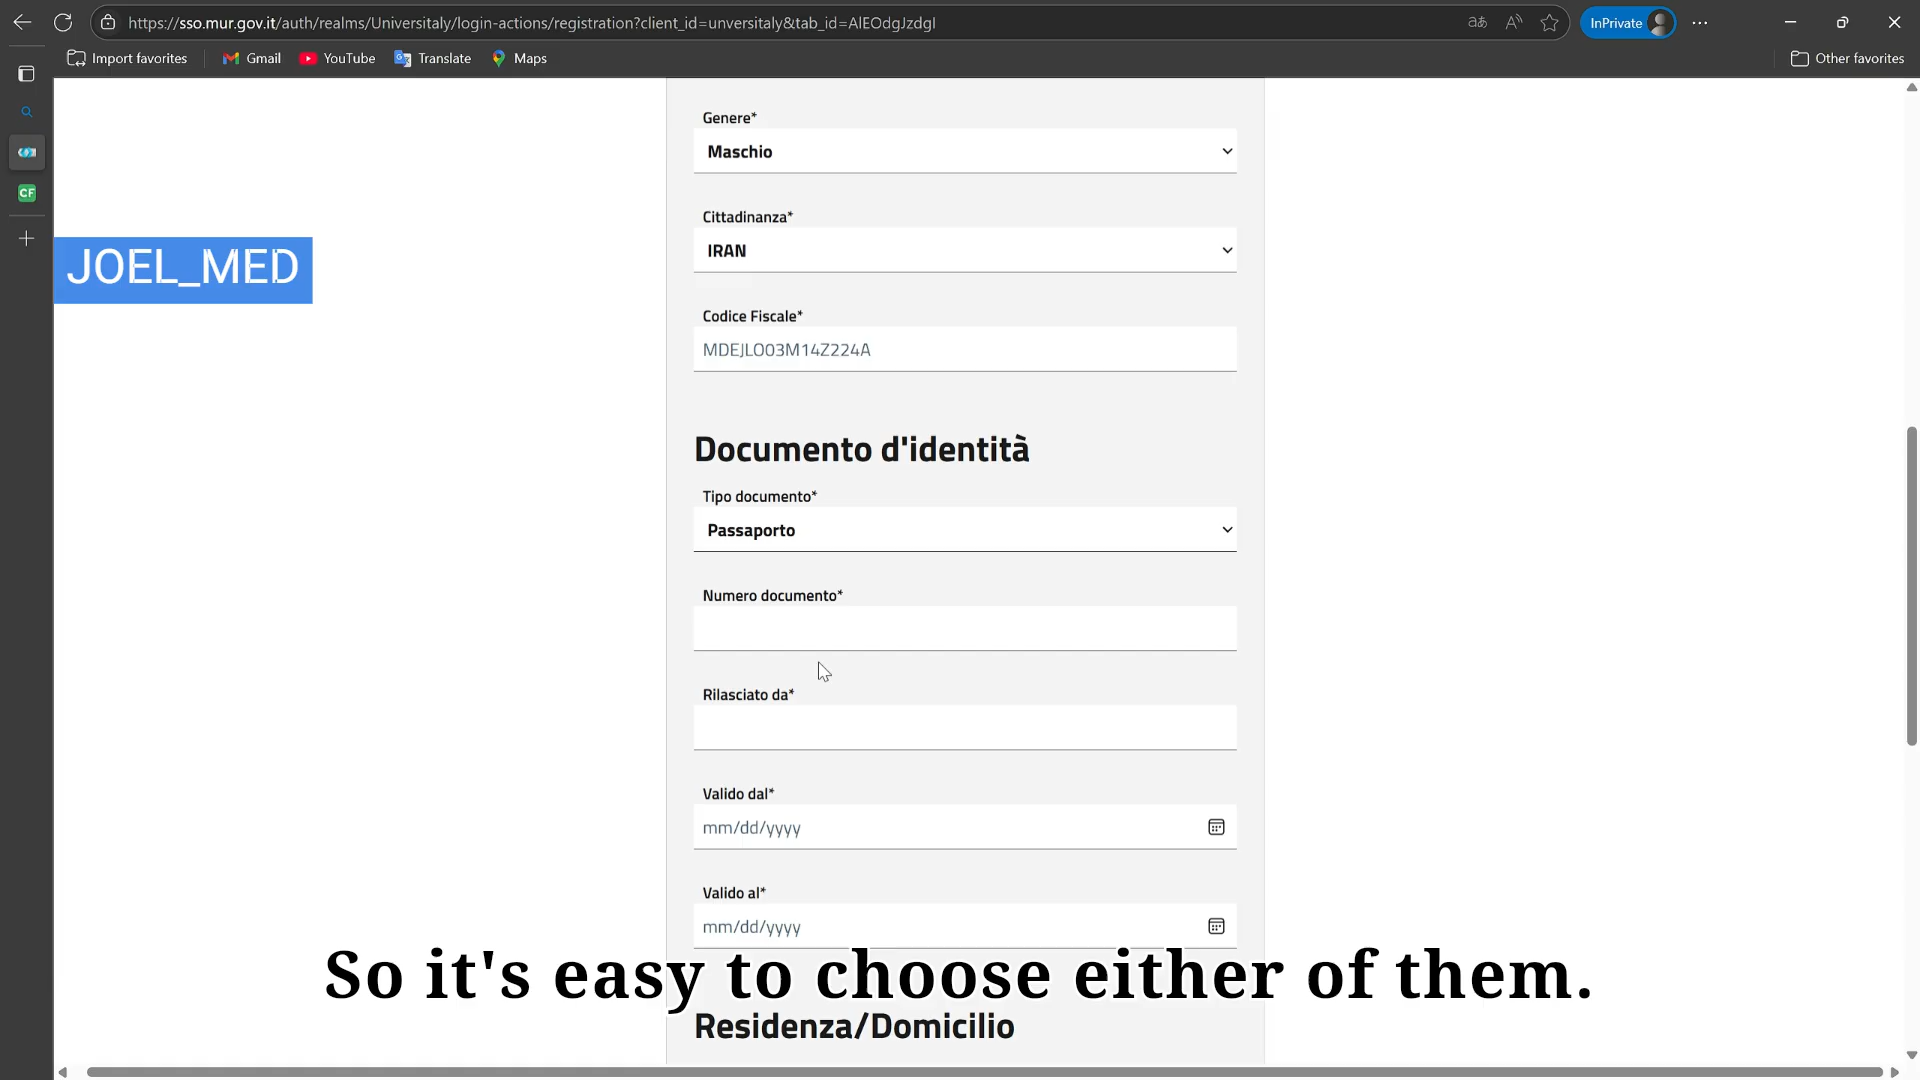 https://sso.mur.gov.it/auth/realms/Universitaly/login-actions/registration?client_id=unversitaly&tab_id=AlEOdgJzdgI
InPrivate
Import favorites
Gmail
YouTube
Translate
Maps
Other favorites
CF
JOEL_MED
Genere*
Maschio
Cittadinanza*
IRAN
Codice Fiscale*
MDEJLO03M14Z224A
Documento d'identità
Tipo documento*
Passaporto
Numero documento*
Rilasciato da*
Valido dal*
mm/dd/yyyy
Valido al*
mm/dd/yyyy
So it's easy to choose either of them.
Residenza/Domicilio